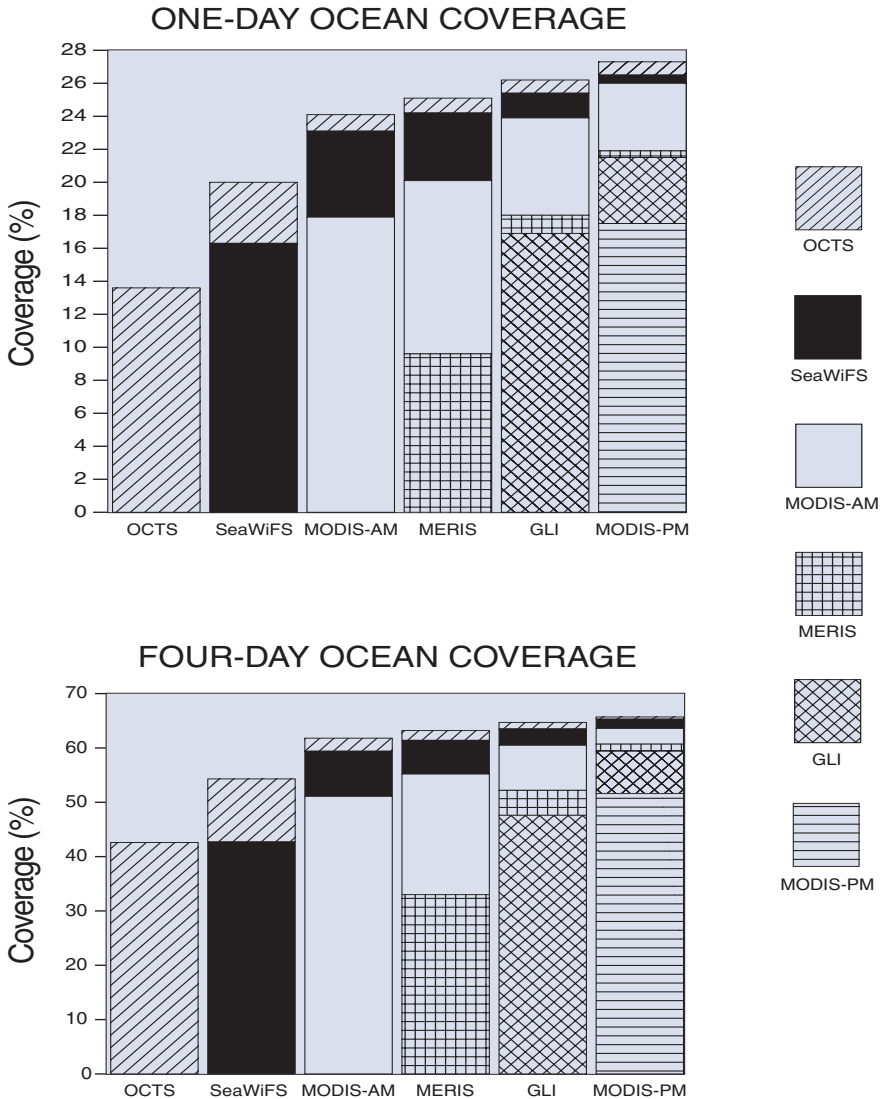 ONE-DAY OCEAN COVERAGE
Coverage (%)
28
26
24
22
20
18
16
14
12
10
8
6
4
2
0
OCTS SeaWiFS MODIS-AM MERIS GLI MODIS-PM
FOUR-DAY OCEAN COVERAGE
Coverage (%)
70
60
50
40
30
20
10
0
OCTS SeaWiFS MODIS-AM MERIS GLI MODIS-PM
OCTS
SeaWiFS
MODIS-AM
MERIS
GLI
MODIS-PM